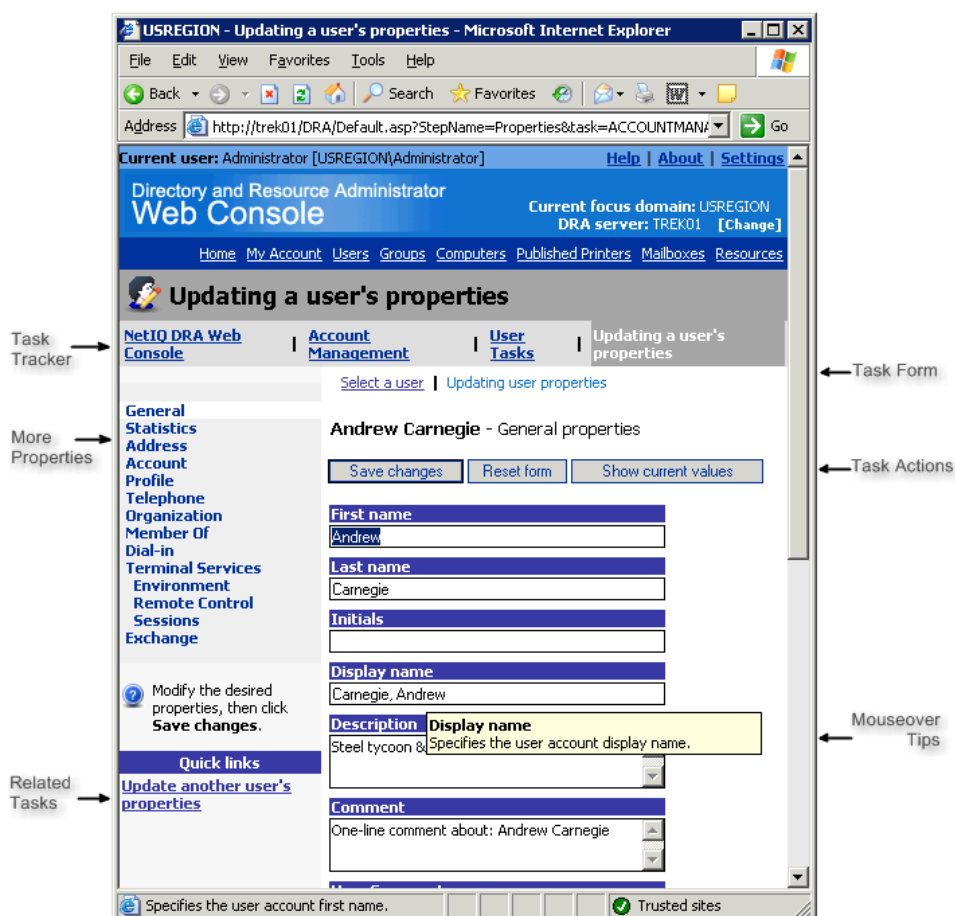 USREGION - Updating a user's properties - Microsoft Internet Explorer
File Edit View Favorites Tools Help
Back Search Favorites
Address http://trek01/DRA/Default.asp?StepName=Properties&task=ACCOUNTMANA Go
Current user: Administrator [USREGION\Administrator] Help | About | Settings
Directory and Resource Administrator
Web Console
Current focus domain: USREGION
DRA server: TREK01 [Change]
Home My Account Users Groups Computers Published Printers Mailboxes Resources
Updating a user's properties
Task
Tracker
NetIQ DRA Web
Console
|
Account
Management
|
User
Tasks
|
Updating a user's
properties
Task Form
Select a user | Updating user properties
More
Properties
General
Statistics
Address
Account
Profile
Telephone
Organization
Member Of
Dial-in
Terminal Services
Environment
Remote Control
Sessions
Exchange
Andrew Carnegie - General properties
Save changes Reset form Show current values
Task Actions
First name
Andrew
Last name
Carnegie
Initials
Display name
Carnegie, Andrew
Description
Steel tycoon &
Display name
Specifies the user account display name.
Mouseover
Tips
Comment
One-line comment about: Andrew Carnegie
Modify the desired
properties, then click
Save changes.
Quick links
Related
Tasks
Update another user's
properties
Specifies the user account first name. Trusted sites